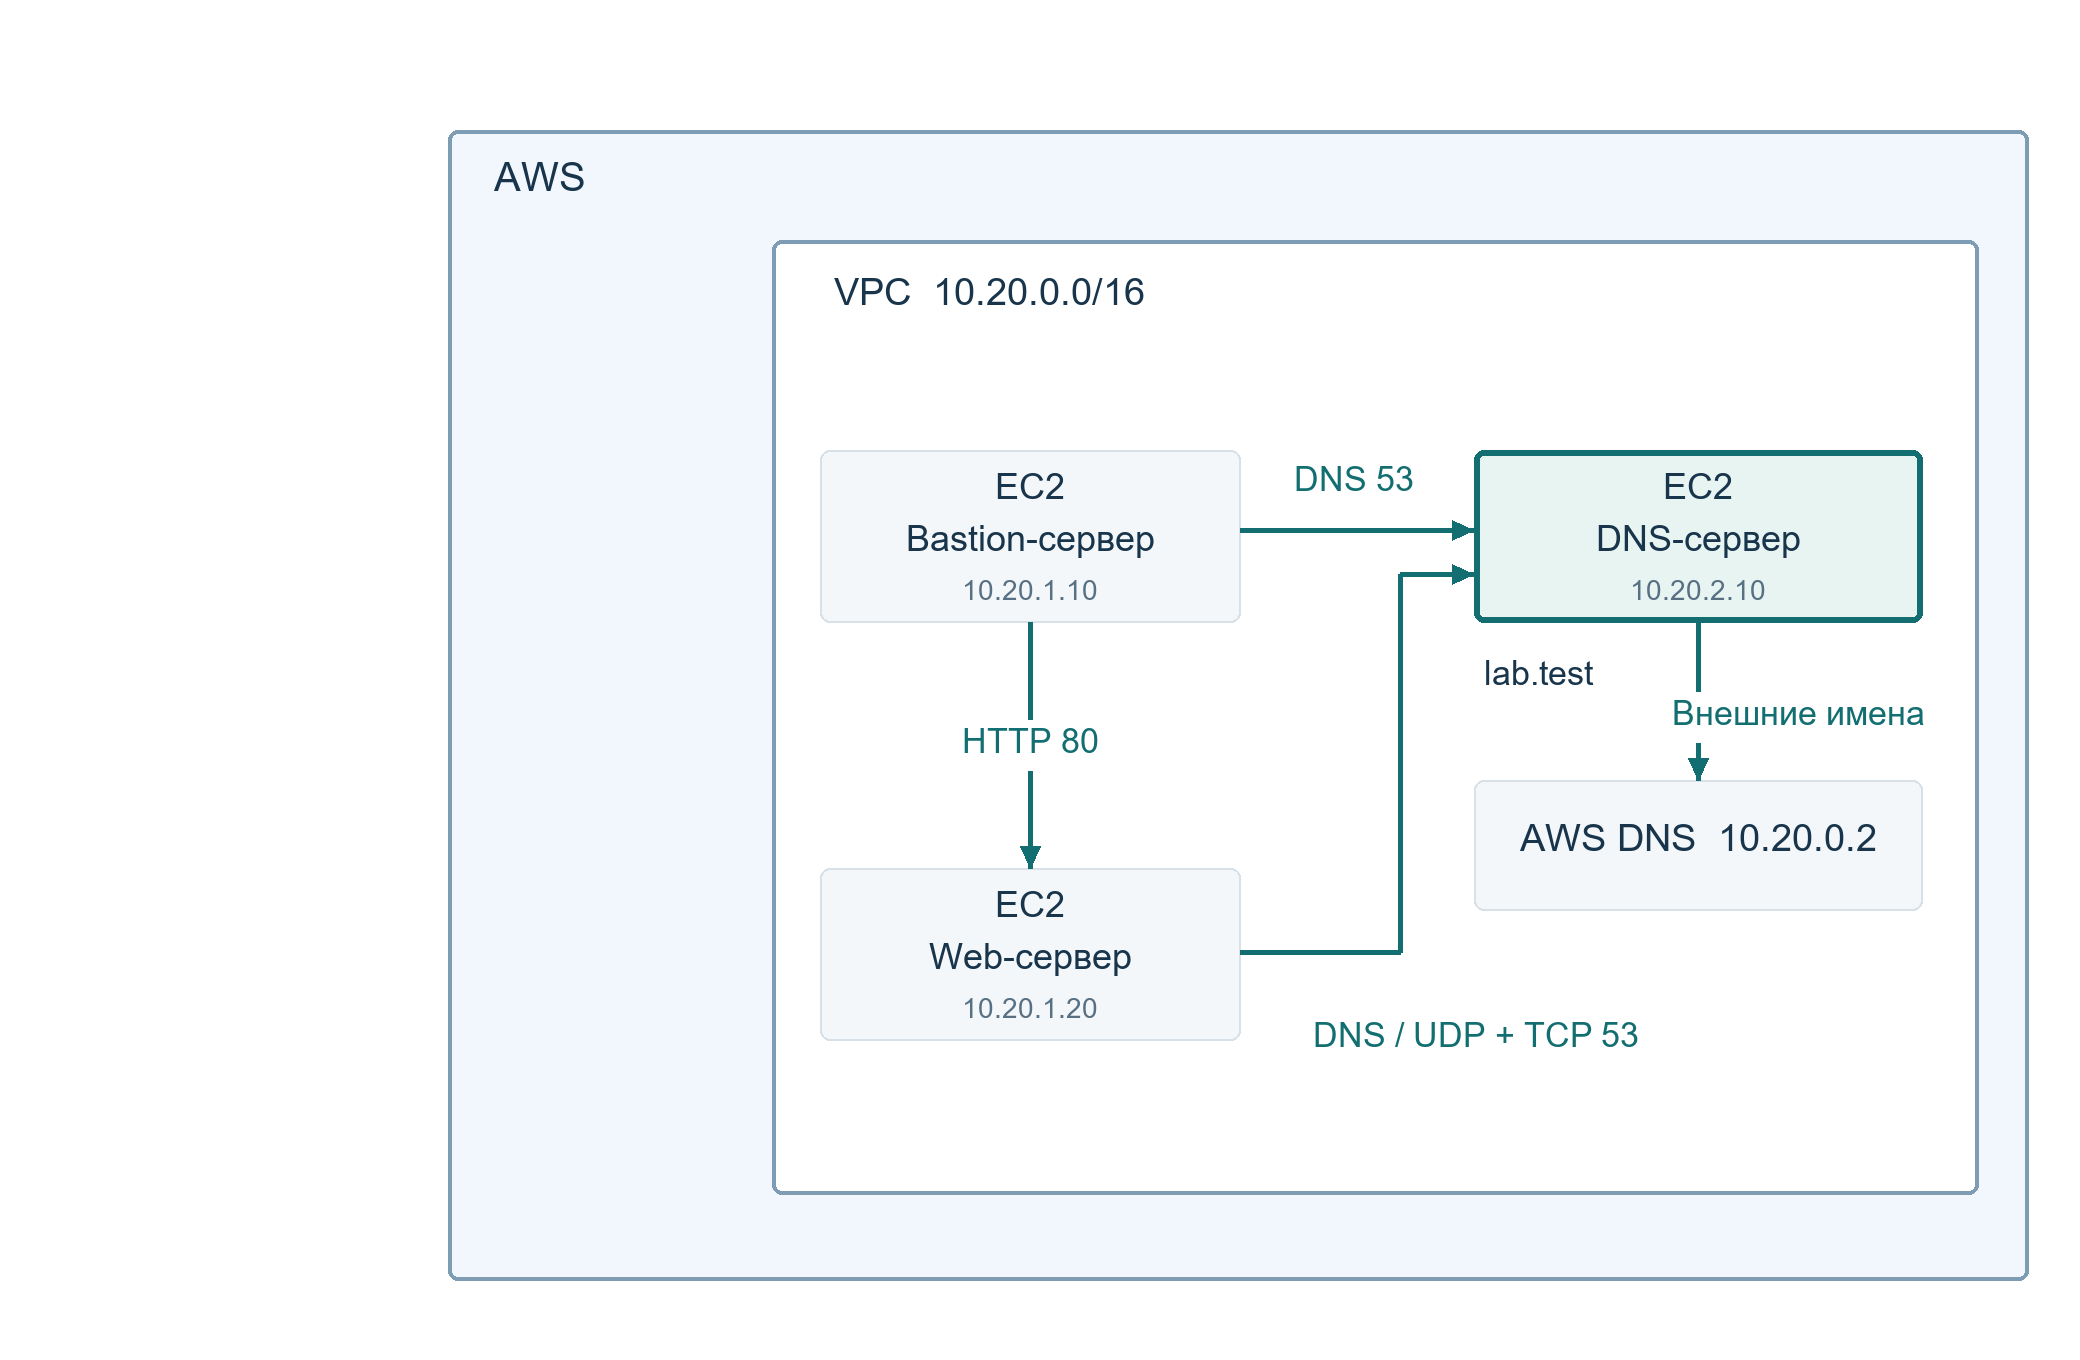 AWS
VPC 10.20.0.0/16
EC2
Bastion-сервер
10.20.1.10
DNS 53
EC2
DNS-сервер
10.20.2.10
lab.test
Внешние имена
HTTP 80
AWS DNS 10.20.0.2
EC2
Web-сервер
10.20.1.20
DNS / UDP + TCP 53